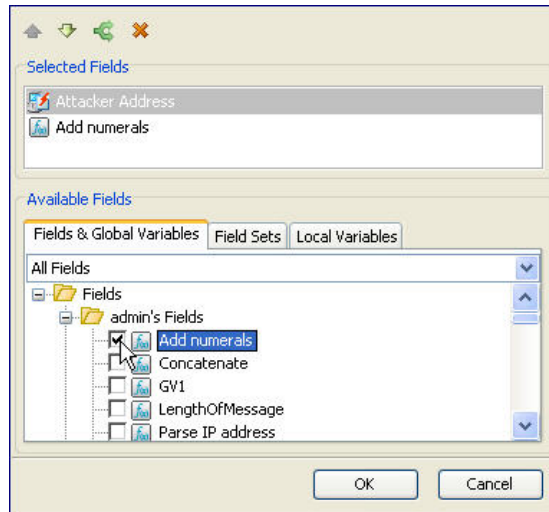 Selected Fields
Attacker Address
Add numerals
Available Fields
Fields & Global Variables Field Sets Local Variables
All Fields
Fields
admin's Fields
Add numerals
Concatenate
GV1
LengthOfMessage
Parse IP address
OK Cancel